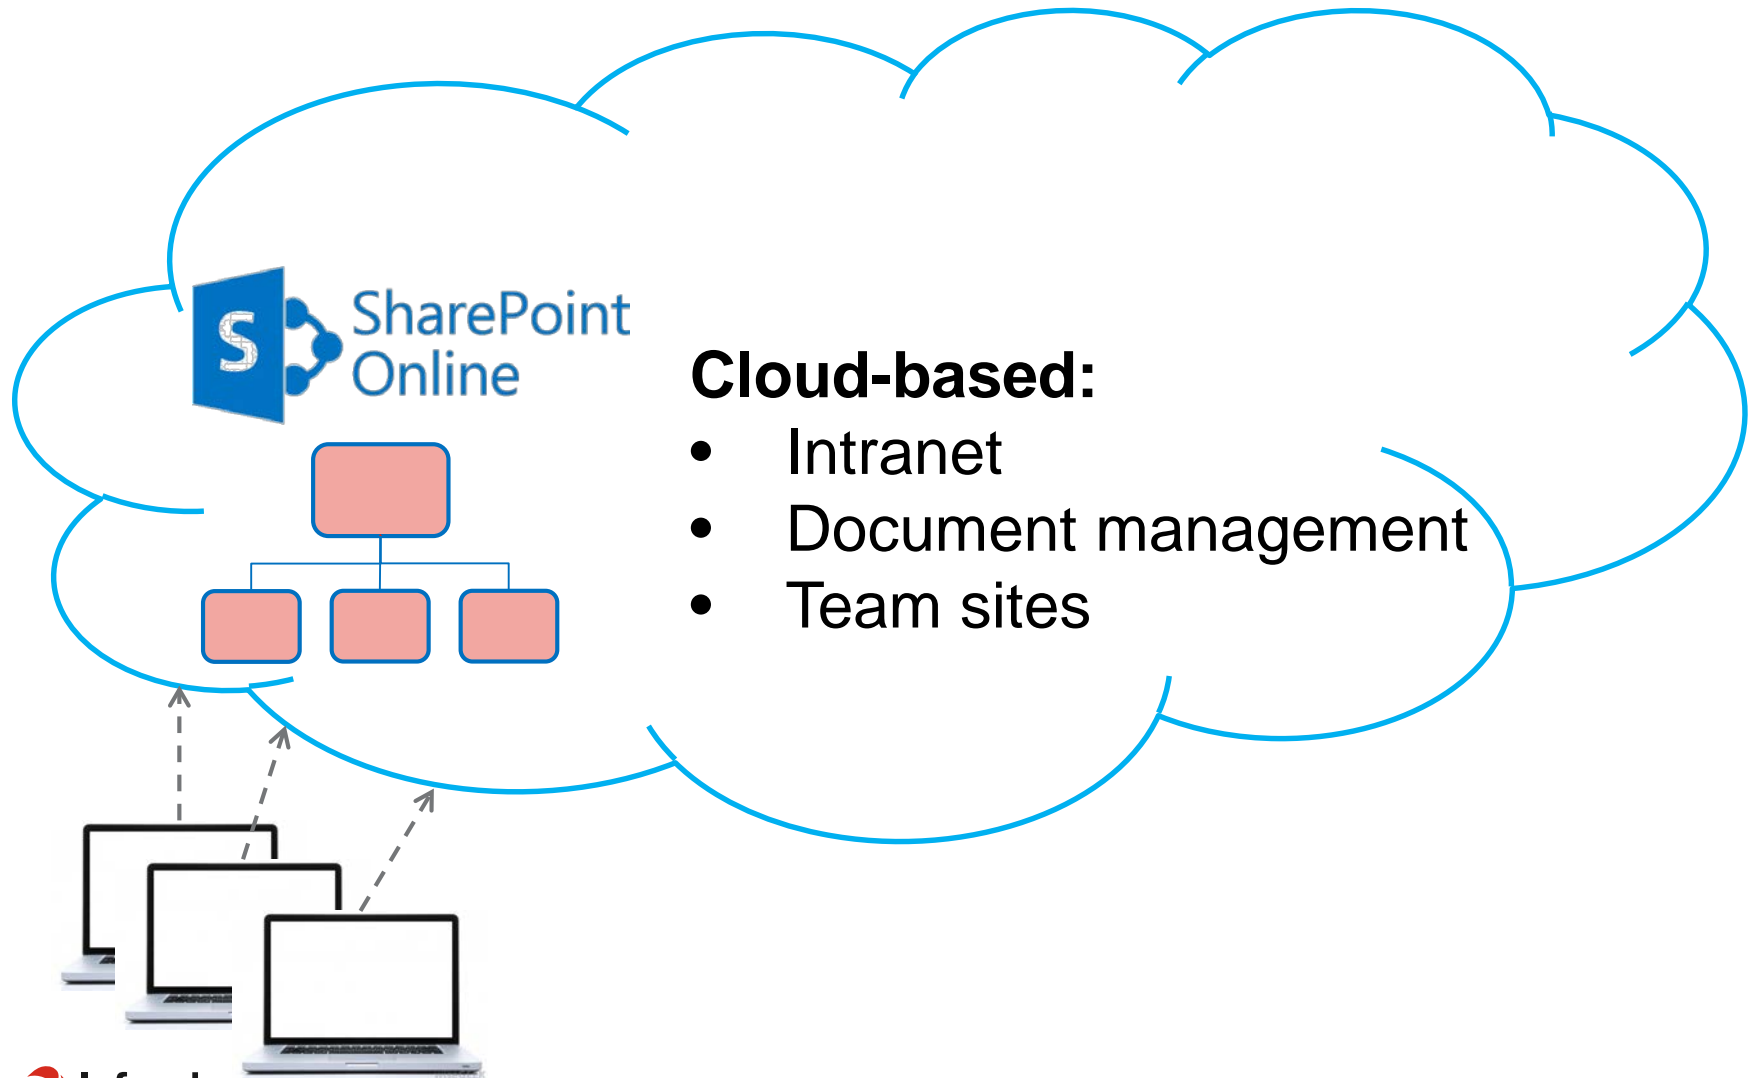 SharePoint
Online
Cloud-based:
• Intranet
• Document management
• Team sites